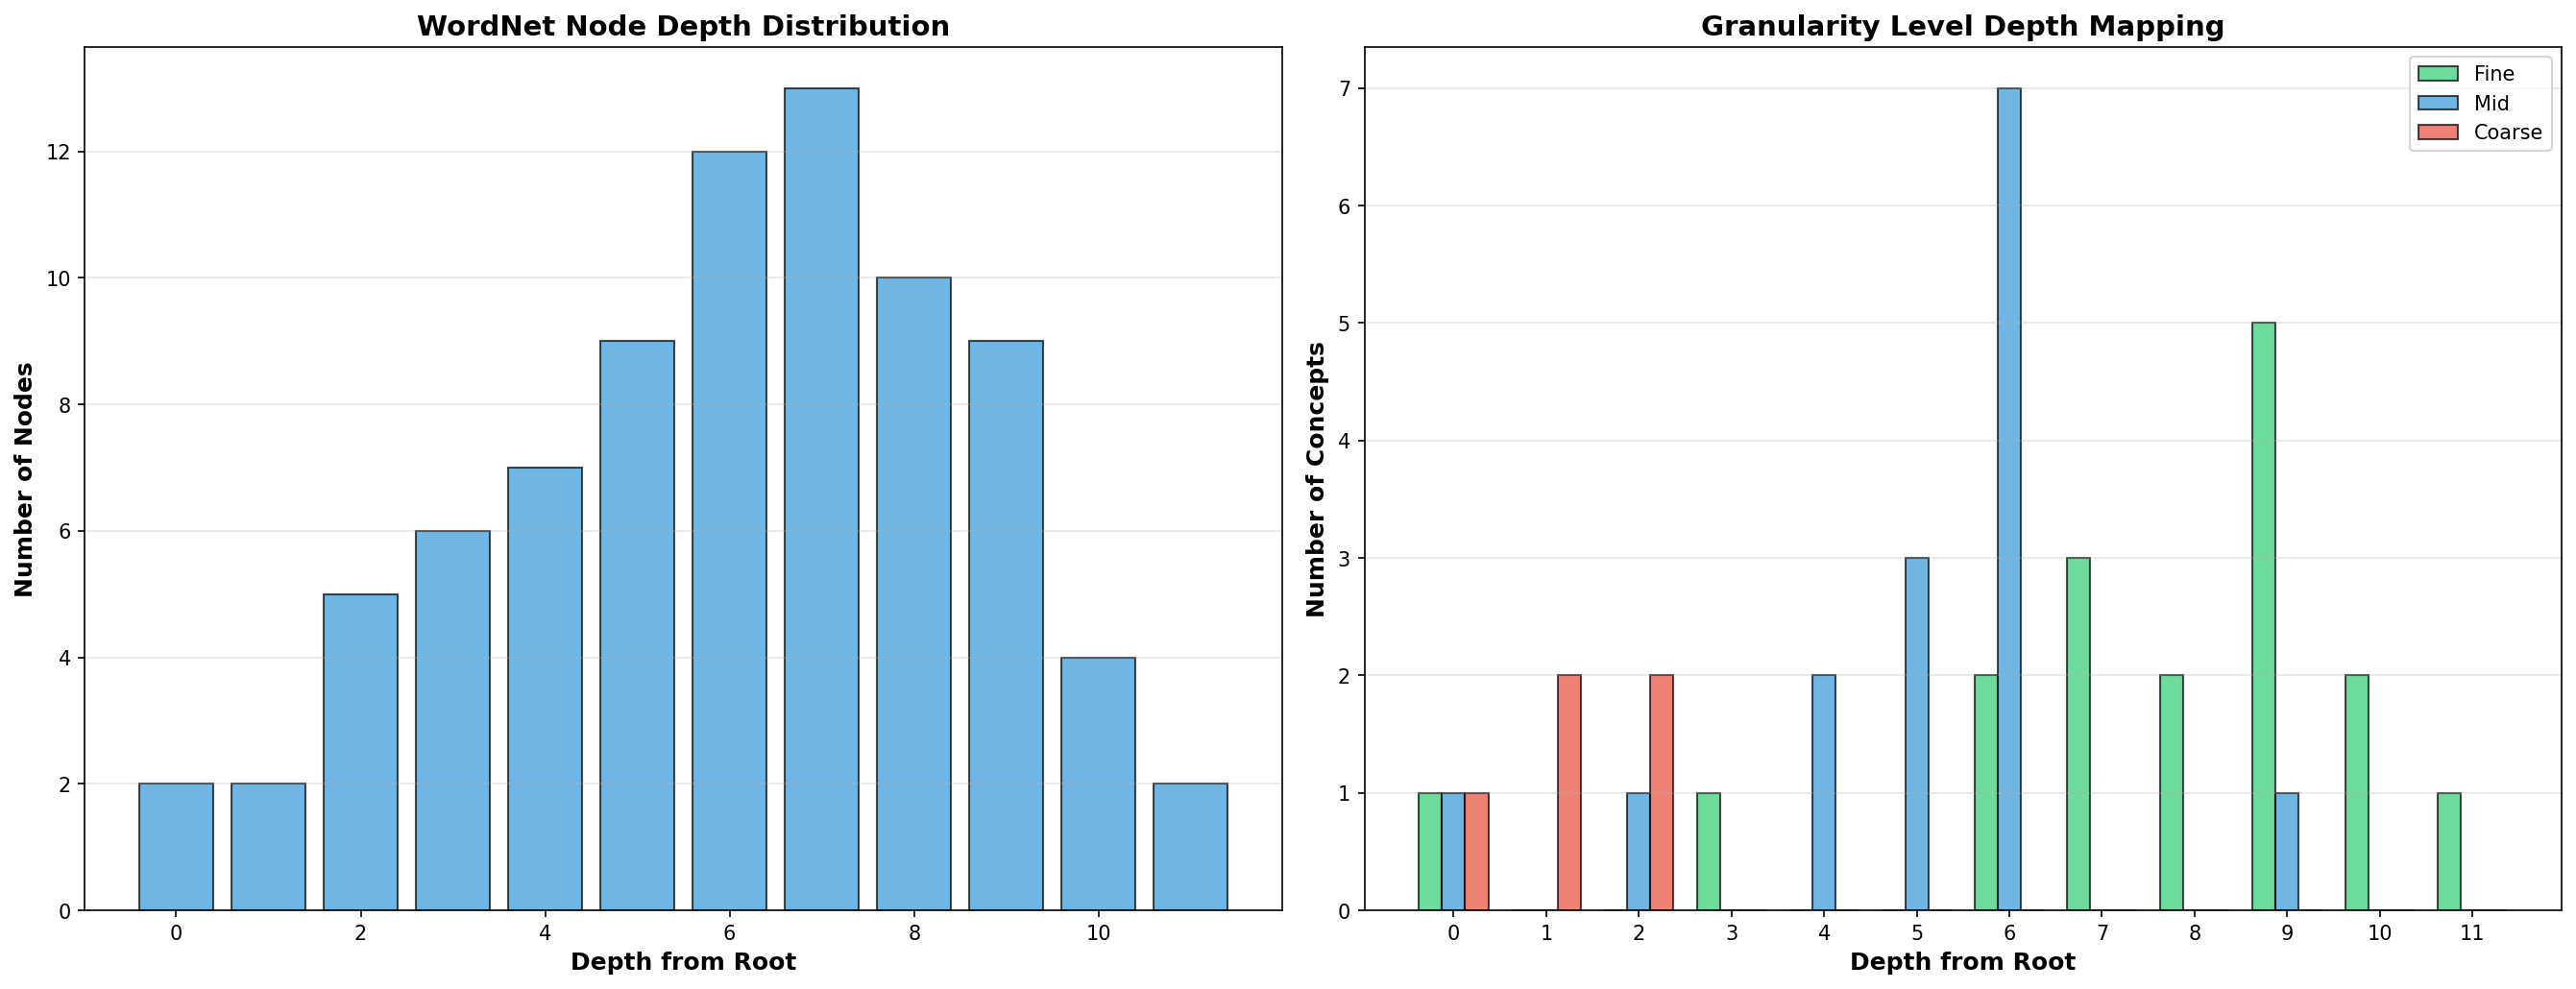 WordNet Node Depth Distribution
Number of Nodes
12
10
8
6
4
2
0
0 2 4 6 8 10
Depth from Root
Granularity Level Depth Mapping
Number of Concepts
7
6
5
4
3
2
1
0
Fine
Mid
Coarse
0 1 2 3 4 5 6 7 8 9 10 11
Depth from Root